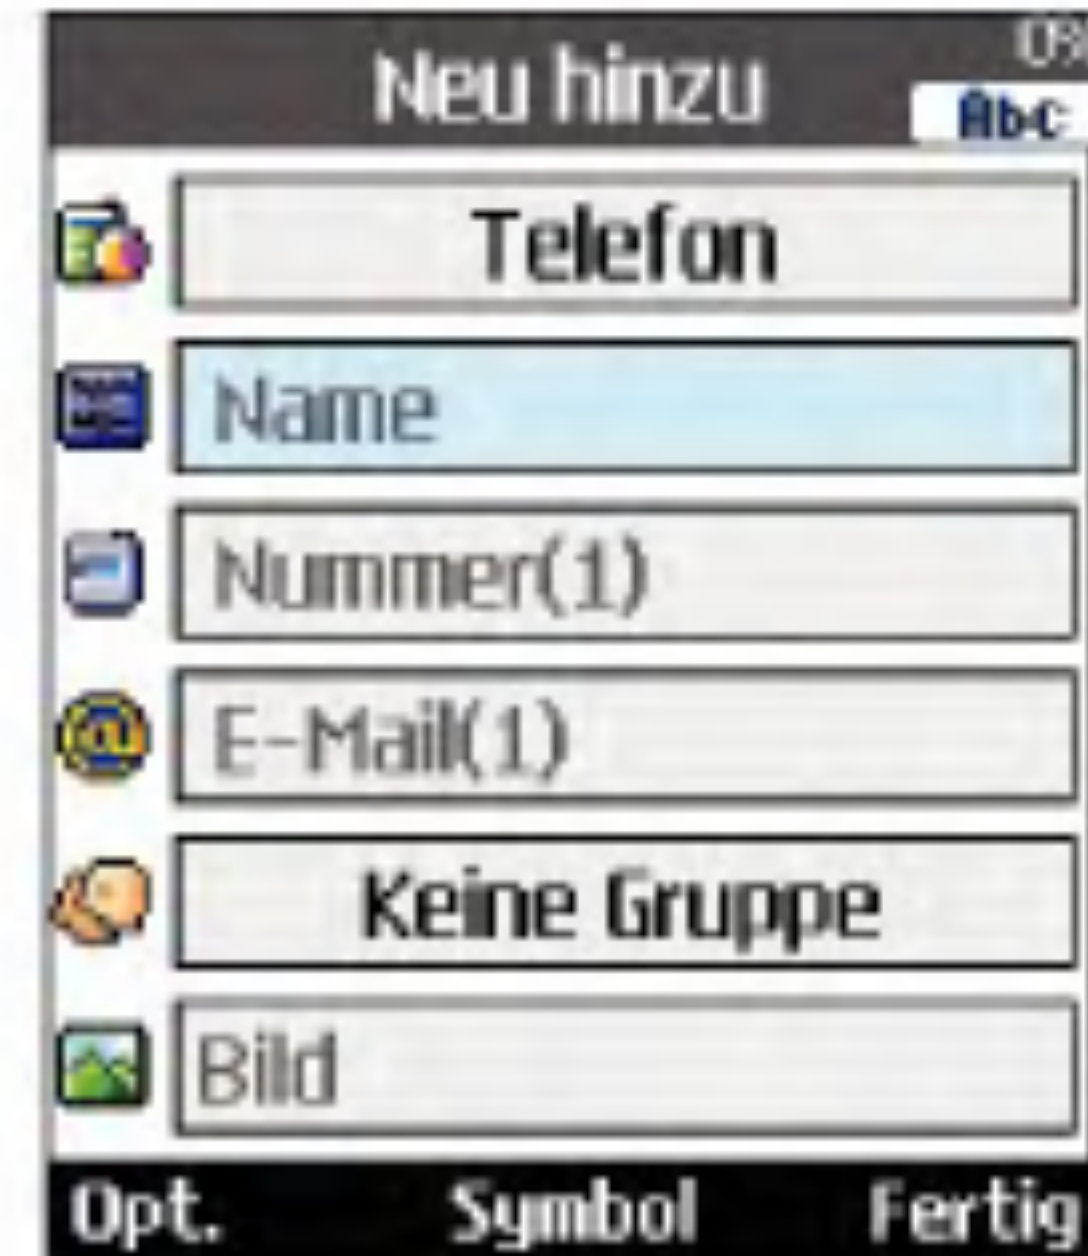 Neu hinzu
Abc
Telefon
Name
Nummer(1)
E-Mail(1)
Keine Gruppe
Bild
Opt. Symbol Fertig